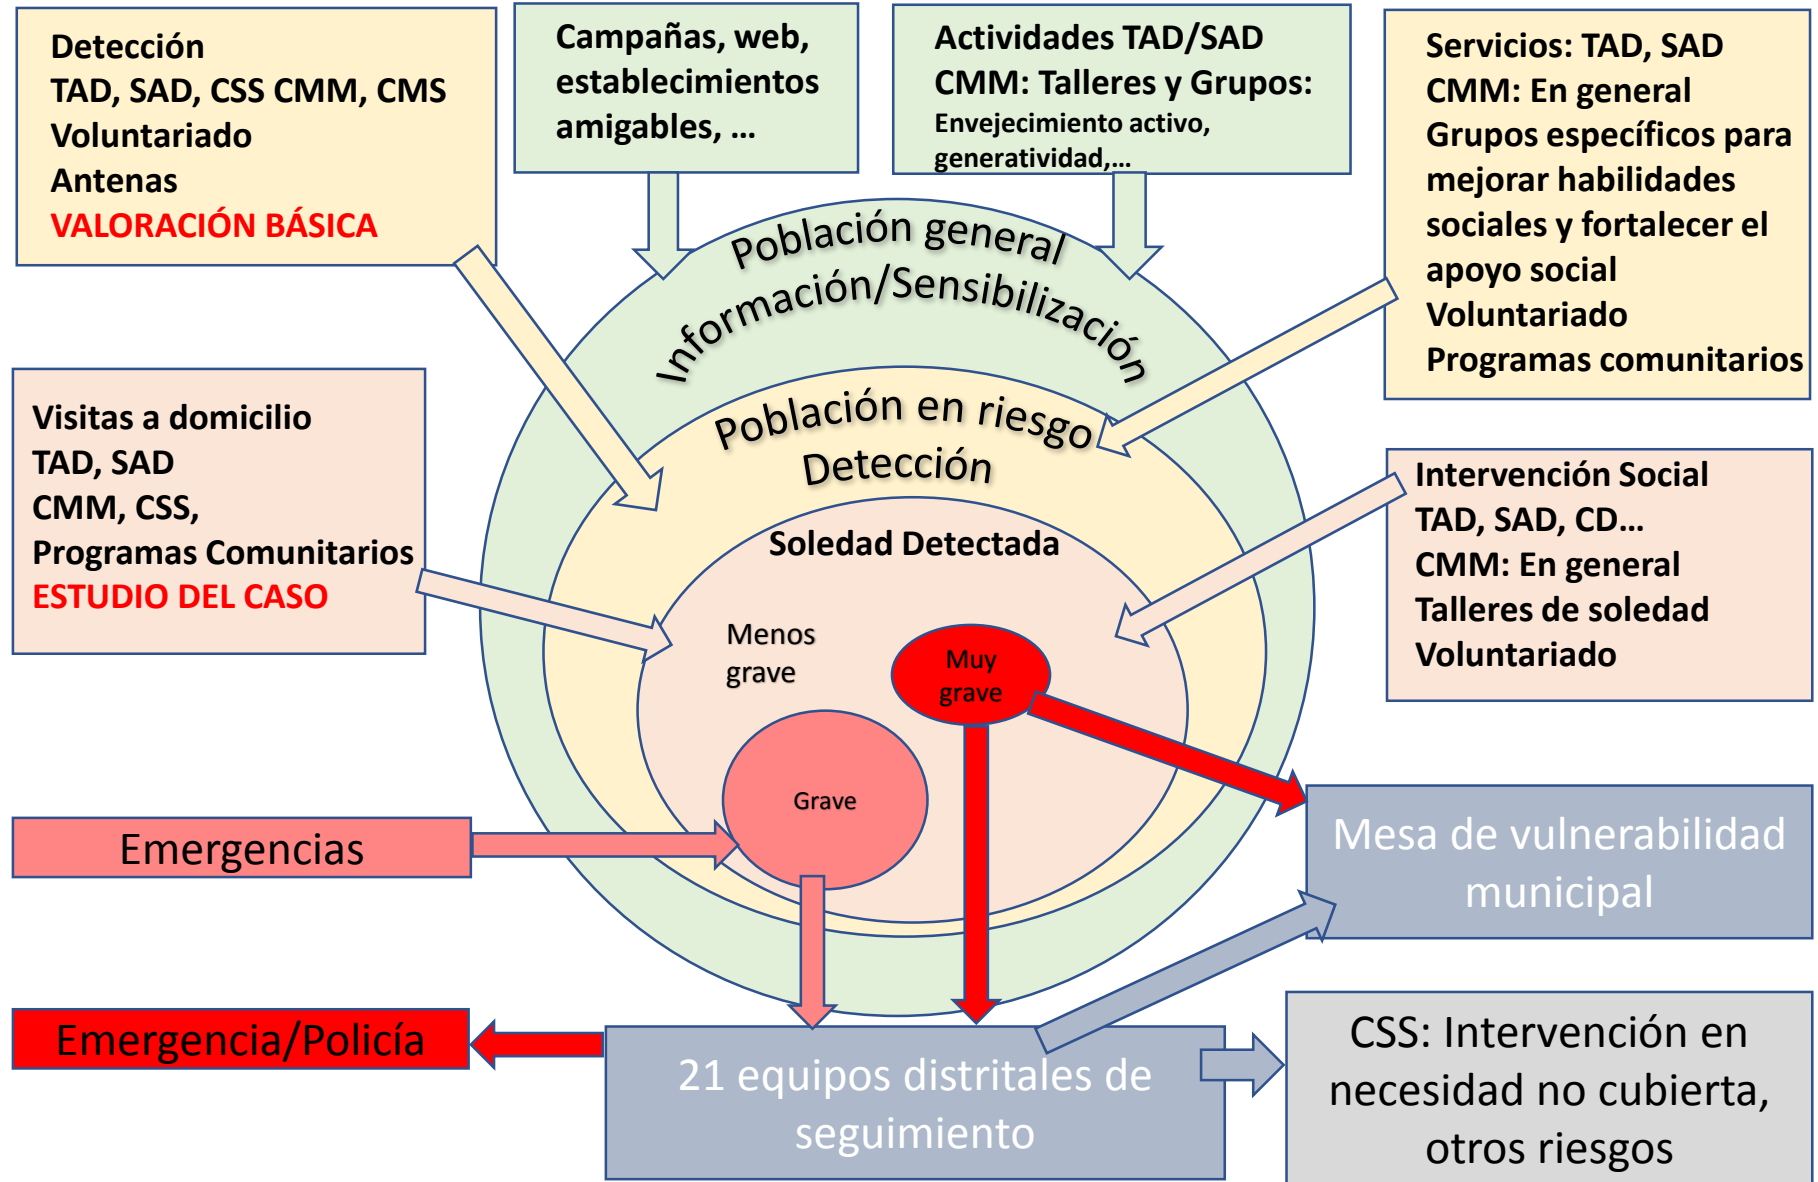 Detección
TAD, SAD, CSS CMM, CMS
Voluntariado
Antenas
VALORACIÓN BÁSICA
Campañas, web,
establecimientos
amigables, ...
Actividades TAD/SAD
CMM: Talleres y Grupos:
Envejecimiento activo,
generatividad,...
Servicios: TAD, SAD
CMM: En general
Grupos específicos para
mejorar habilidades
sociales y fortalecer el
apoyo social
Voluntariado
Programas comunitarios
Población general
Información/Sensibilización
Población en riesgo
Detección
Visitas a domicilio
TAD, SAD
CMM, CSS,
Programas Comunitarios
ESTUDIO DEL CASO
Soledad Detectada
Menos
grave
Muy
grave
Grave
Intervención Social
TAD, SAD, CD...
CMM: En general
Talleres de soledad
Voluntariado
Emergencias
Mesa de vulnerabilidad
municipal
Emergencia/Policía
21 equipos distritales de
seguimiento
CSS: Intervención en
necesidad no cubierta,
otros riesgos